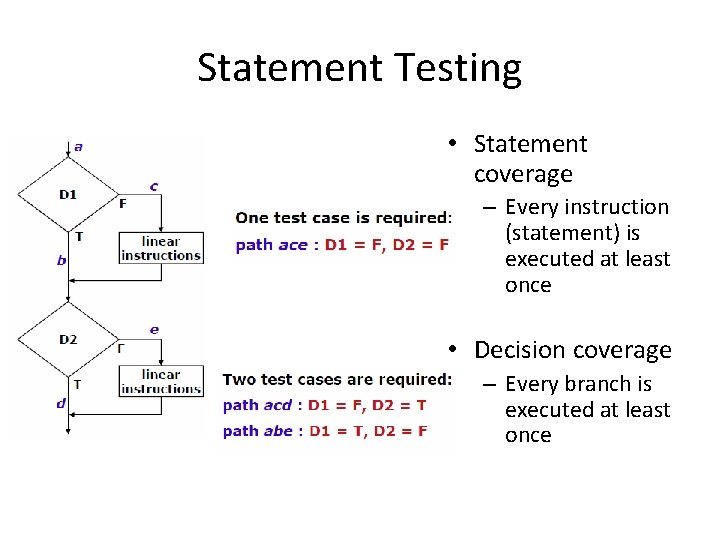 Statement Testing
a
D1
F
c
T
b
linear
instructions
D2
F
e
T
d
linear
instructions
One test case is required:
path ace : D1 = F, D2 = F
Two test cases are required:
path acd : D1 = F, D2 = T
path abe : D1 = T, D2 = F
• Statement
coverage
– Every instruction
(statement) is
executed at least
once
• Decision coverage
– Every branch is
executed at least
once